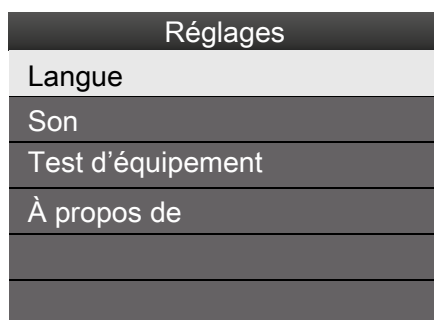 Réglages
Langue
Son
Test d'équipement
À propos de